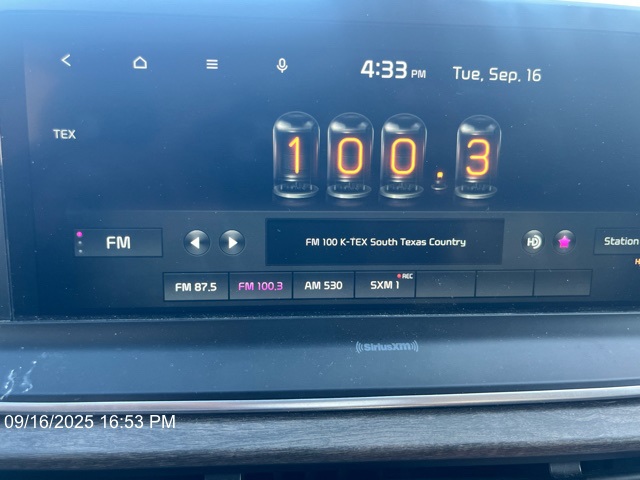 4:33 PM Tue, Sep. 16
TEX
100.3
FM
FM 100 K-TEX South Texas Country
HD
Station
FM 87.5 FM 100.3 AM 530 SXM 1 REC
((SiriusXM))
09/16/2025 16:53 PM